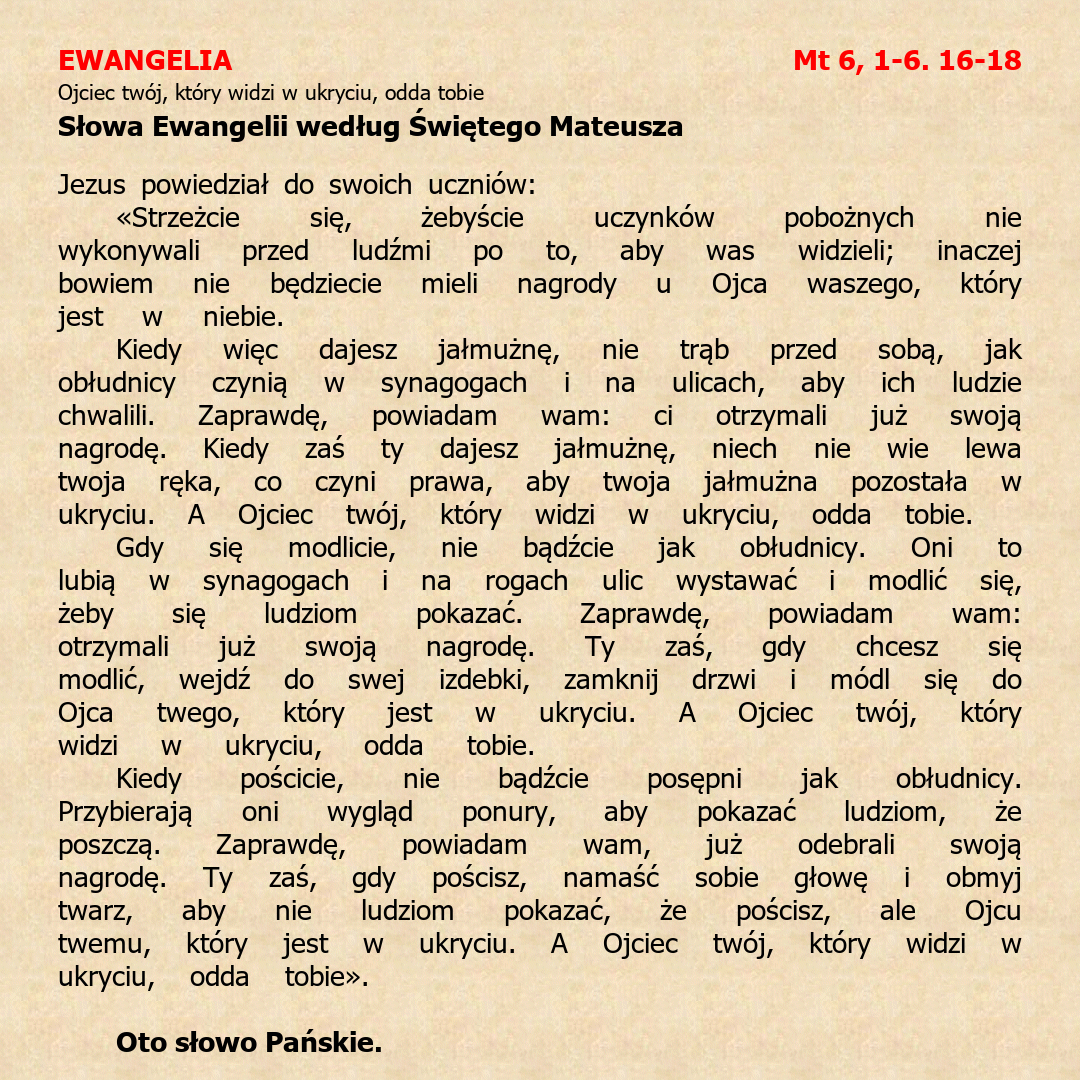 EWANGELIA Mt 6, 1-6. 16-18
Ojciec twój, który widzi w ukryciu, odda tobie
Słowa Ewangelii według Świętego Mateusza
Jezus powiedział do swoich uczniów:
«Strzeżcie się, żebyście uczynków pobożnych nie
wykonywali przed ludźmi po to, aby was widzieli; inaczej
bowiem nie będziecie mieli nagrody u Ojca waszego, który
jest w niebie.
Kiedy więc dajesz jałmużnę, nie trąb przed sobą, jak
obłudnicy czynią w synagogach i na ulicach, aby ich ludzie
chwalili. Zaprawdę, powiadam wam: ci otrzymali już swoją
nagrodę. Kiedy zaś ty dajesz jałmużnę, niech nie wie lewa
twoja ręka, co czyni prawa, aby twoja jałmużna pozostała w
ukryciu. A Ojciec twój, który widzi w ukryciu, odda tobie.
Gdy się modlicie, nie bądźcie jak obłudnicy. Oni to
lubią w synagogach i na rogach ulic wystawać i modlić się,
żeby się ludziom pokazać. Zaprawdę, powiadam wam:
otrzymali już swoją nagrodę. Ty zaś, gdy chcesz się
modlić, wejdź do swej izdebki, zamknij drzwi i módl się do
Ojca twego, który jest w ukryciu. A Ojciec twój, który
widzi w ukryciu, odda tobie.
Kiedy pościcie, nie bądźcie posępni jak obłudnicy.
Przybierają oni wygląd ponury, aby pokazać ludziom, że
poszczą. Zaprawdę, powiadam wam, już odebrali swoją
nagrodę. Ty zaś, gdy pościsz, namaść sobie głowę i obmyj
twarz, aby nie ludziom pokazać, że pościsz, ale Ojcu
twemu, który jest w ukryciu. A Ojciec twój, który widzi w
ukryciu, odda tobie».
Oto słowo Pańskie.